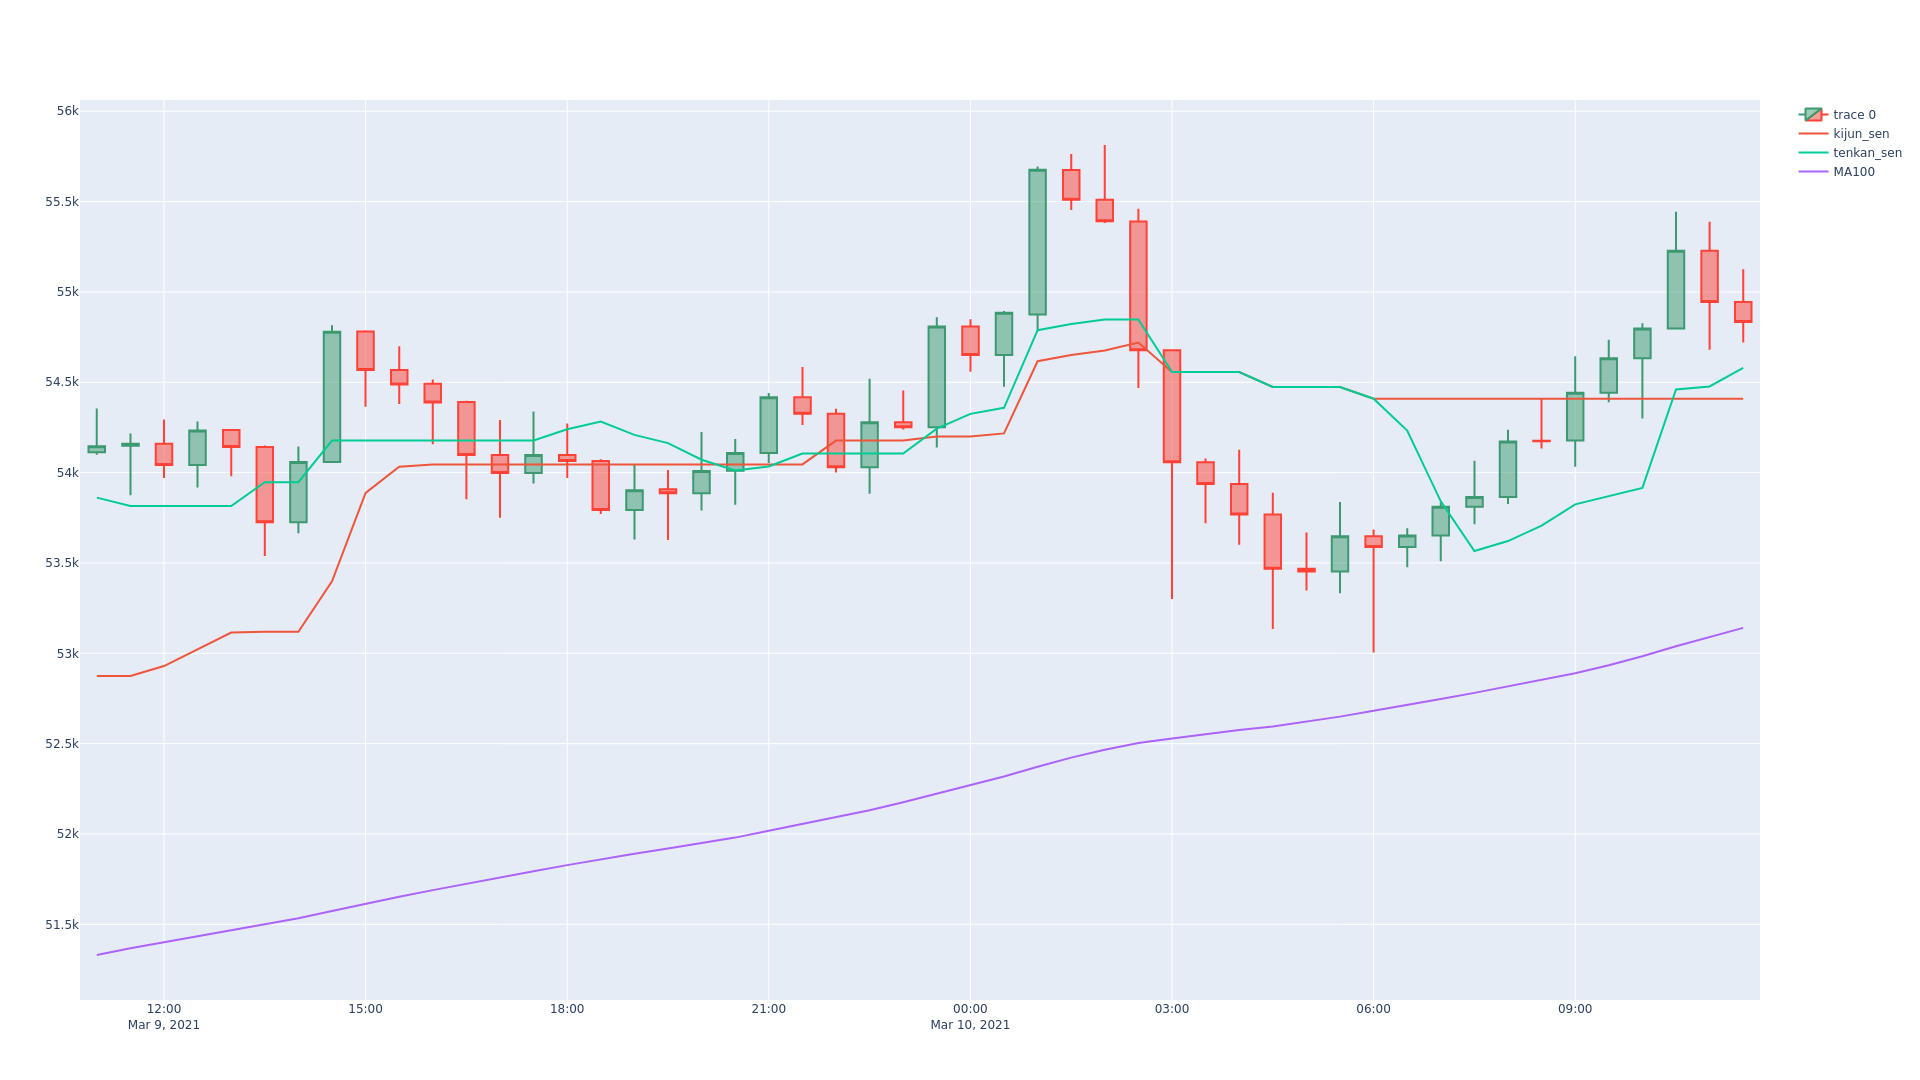 56k
55.5k
55k
54.5k
54k
53.5k
53k
52.5k
52k
51.5k
12:00
Mar 9, 2021
15:00
18:00
21:00
00:00
Mar 10, 2021
03:00
06:00
09:00
trace 0
kijun_sen
tenkan_sen
MA100